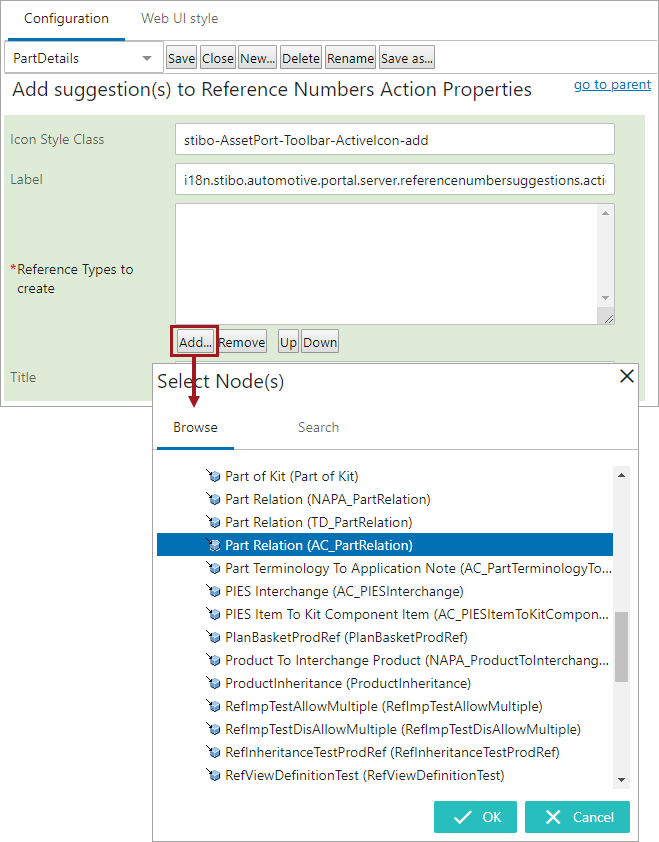 Configuration
Web UI style
PartDetails
Save
Close
New...
Delete
Rename
Save as...
Add suggestion(s) to Reference Numbers Action Properties
go to parent
Icon Style Class
stibo-AssetPort-Toolbar-ActiveIcon-add
Label
i18n.stibo.automotive.portal.server.referencenumbersuggestions.acti
*Reference Types to
create
Add...
Remove
Up
Down
Title
Select Node(s)
Browse
Search
Part of Kit (Part of Kit)
Part Relation (NAPA_PartRelation)
Part Relation (TD_PartRelation)
Part Relation (AC_PartRelation)
Part Terminology To Application Note (AC_PartTerminologyTo...
PIES Interchange (AC_PIESInterchange)
PIES Item To Kit Component Item (AC_PIESItemToKitCompon...
PlanBasketProdRef (PlanBasketProdRef)
Product To Interchange Product (NAPA_ProductToInterchang...
ProductInheritance (ProductInheritance)
RefImpTestAllowMultiple (RefImpTestAllowMultiple)
RefImpTestDisAllowMultiple (RefImpTestDisAllowMultiple)
RefInheritanceTestProdRef (RefInheritanceTestProdRef)
RefViewDefinitionTest (RefViewDefinitionTest)
OK
Cancel